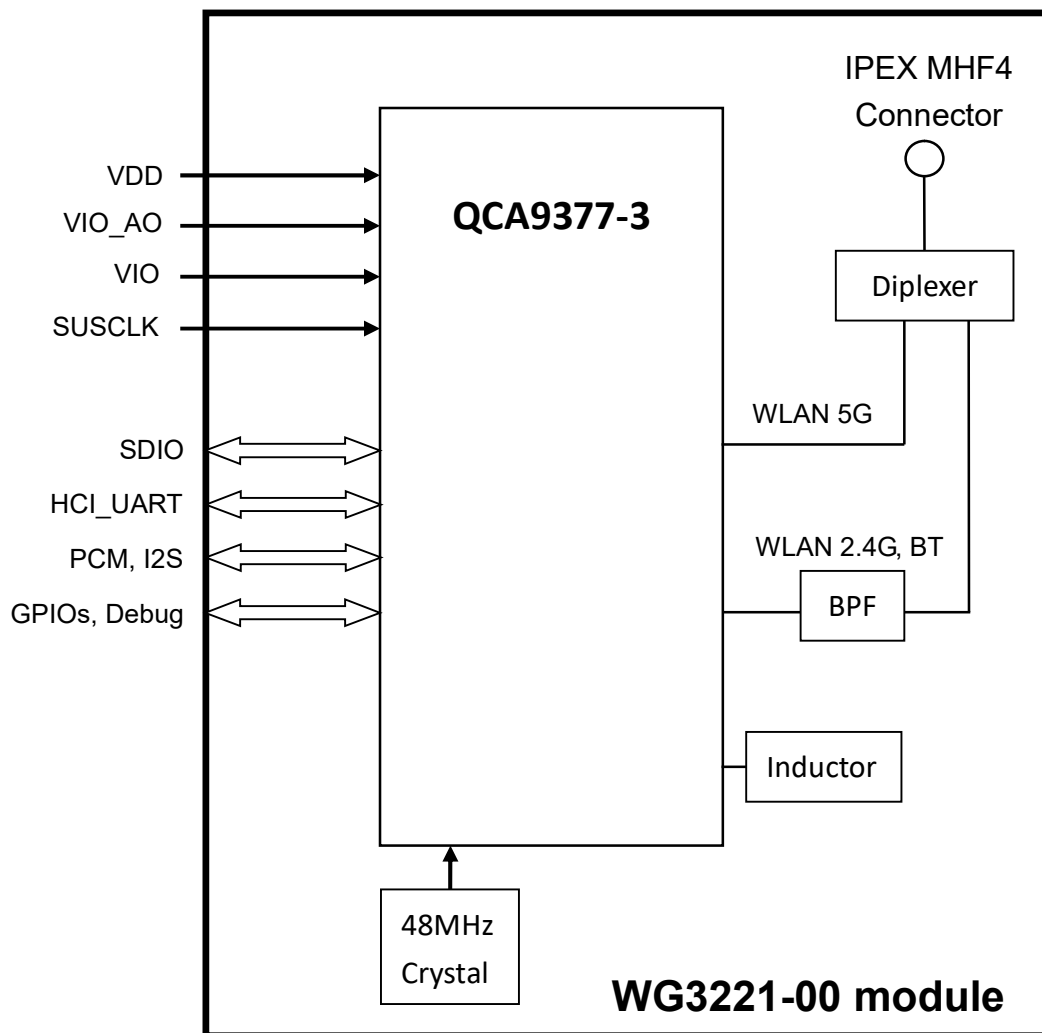 IPEX MHF4
Connector
VDD
VIO_AO
VIO
SUSCLK
QCA9377-3
Diplexer
WLAN 5G
SDIO
HCI_UART
PCM, I2S
GPIOs, Debug
WLAN 2.4G, BT
BPF
Inductor
48MHz
Crystal
WG3221-00 module